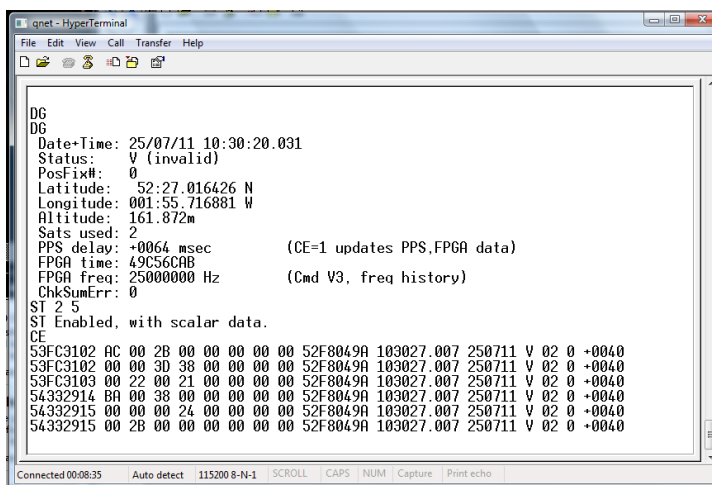 qnet - HyperTerminal
File Edit View Call Transfer Help
DG
DG
Date+Time: 25/07/11 10:30:20.031
Status: V (invalid)
PosFix#: 0
Latitude: 52:27.016426 N
Longitude: 001:55.716881 W
Altitude: 161.872m
Sats used: 2
PPS delay: +0064 msec (CE=1 updates PPS,FPGA data)
FPGA time: 49C56CAB
FPGA freq: 25000000 Hz (Cmd V3, freq history)
ChkSumErr: 0
ST 2 5
ST Enabled, with scalar data.
CE
53FC3102 AC 00 2B 00 00 00 00 00 52F8049A 103027.007 250711 V 02 0 +0040
53FC3102 00 00 3D 38 00 00 00 00 52F8049A 103027.007 250711 V 02 0 +0040
53FC3103 00 22 00 21 00 00 00 00 52F8049A 103027.007 250711 V 02 0 +0040
54332914 BA 00 38 00 00 00 00 00 52F8049A 103027.007 250711 V 02 0 +0040
54332915 00 00 00 24 00 00 00 00 52F8049A 103027.007 250711 V 02 0 +0040
54332915 00 2B 00 00 00 00 00 00 52F8049A 103027.007 250711 V 02 0 +0040
Connected 00:08:35 Auto detect 115200 8-N-1 SCROLL CAPS NUM Capture Print echo